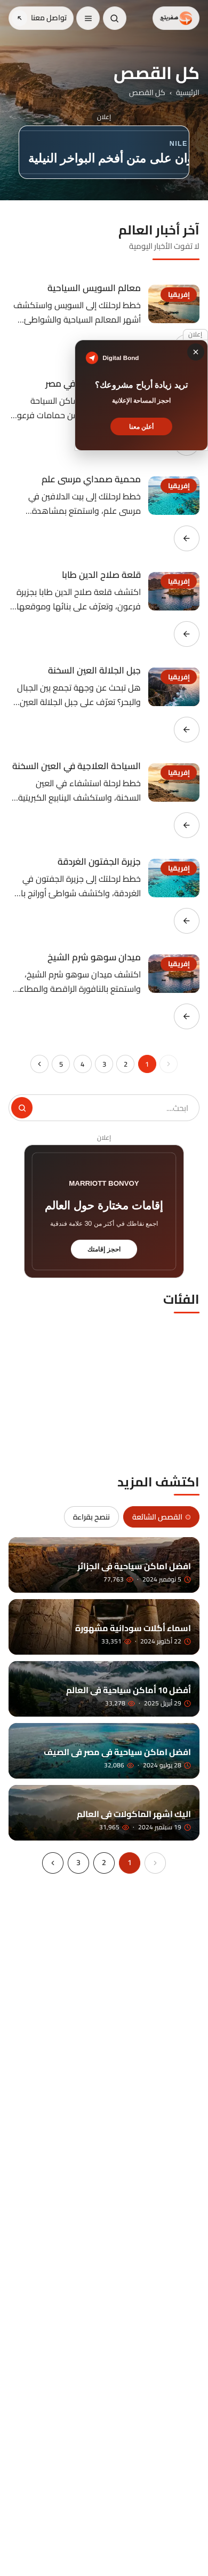 سفريتج
تواصل معنا
كل القصص
الرئيسية › كل القصص
إعلان
NILE
وان على متن أفخم البواخر النيلية
آخر أخبار العالم
لا تفوت الأخبار اليومية
إفريقيا
معالم السويس السياحية
خطط لرحلتك إلى السويس واستكشف
أشهر المعالم السياحية والشواطئ...
إعلان
Digital Bond
تريد زيادة أرباح مشروعك؟
احجز المساحة الإعلانية
أعلن معنا
في مصر
اكن السياحة
ن حمامات فرعو...
إفريقيا
محمية صمداي مرسى علم
خطط لرحلتك إلى بيت الدلافين في
مرسى علم، واستمتع بمشاهدة...
إفريقيا
قلعة صلاح الدين طابا
اكتشف قلعة صلاح الدين طابا بجزيرة
فرعون، وتعرّف على بنائها وموقعها...
إفريقيا
جبل الجلالة العين السخنة
هل تبحث عن وجهة تجمع بين الجبال
والبحر؟ تعرّف على جبل الجلالة العين...
إفريقيا
السياحة العلاجية في العين السخنة
خطط لرحلة استشفاء في العين
السخنة، واستكشف الينابيع الكبريتية...
إفريقيا
جزيرة الجفتون الغردقة
خطط لرحلتك إلى جزيرة الجفتون في
الغردقة، واكتشف شواطئ أورانج با...
إفريقيا
ميدان سوهو شرم الشيخ
اكتشف ميدان سوهو شرم الشيخ،
واستمتع بالنافورة الراقصة والمطاع...
1 2 3 4 5
ابحث...
إعلان
MARRIOTT BONVOY
إقامات مختارة حول العالم
اجمع نقاطك في أكثر من 30 علامة فندقية
احجز إقامتك
الفئات
اكتشف المزيد
القصص الشائعة
ننصح بقراءة
افضل اماكن سياحية في الجزائر
5 نوفمبر 2024 · 77,763
اسماء أكلات سودانية مشهورة
22 أكتوبر 2024 · 33,351
أفضل 10 أماكن سياحية في العالم
29 أبريل 2025 · 33,278
افضل اماكن سياحية في مصر في الصيف
28 يوليو 2024 · 32,086
اليك اشهر الماكولات في العالم
19 سبتمبر 2024 · 31,965
1 2 3